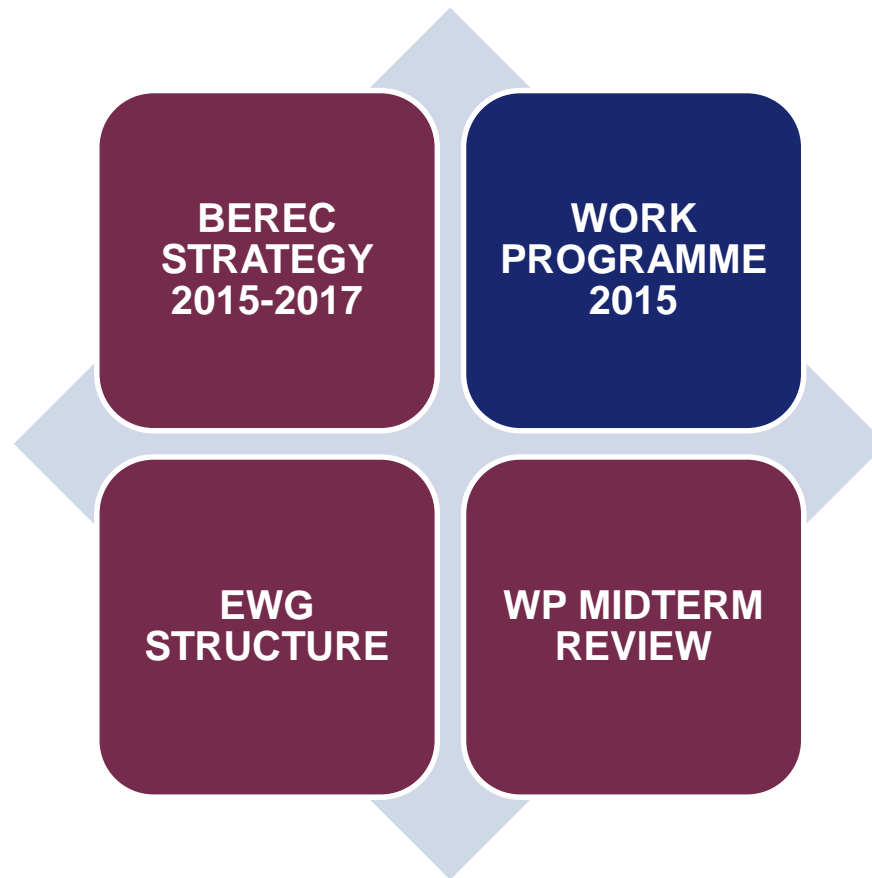 BEREC
STRATEGY
2015-2017
WORK
PROGRAMME
2015
EWG
STRUCTURE
WP MIDTERM
REVIEW